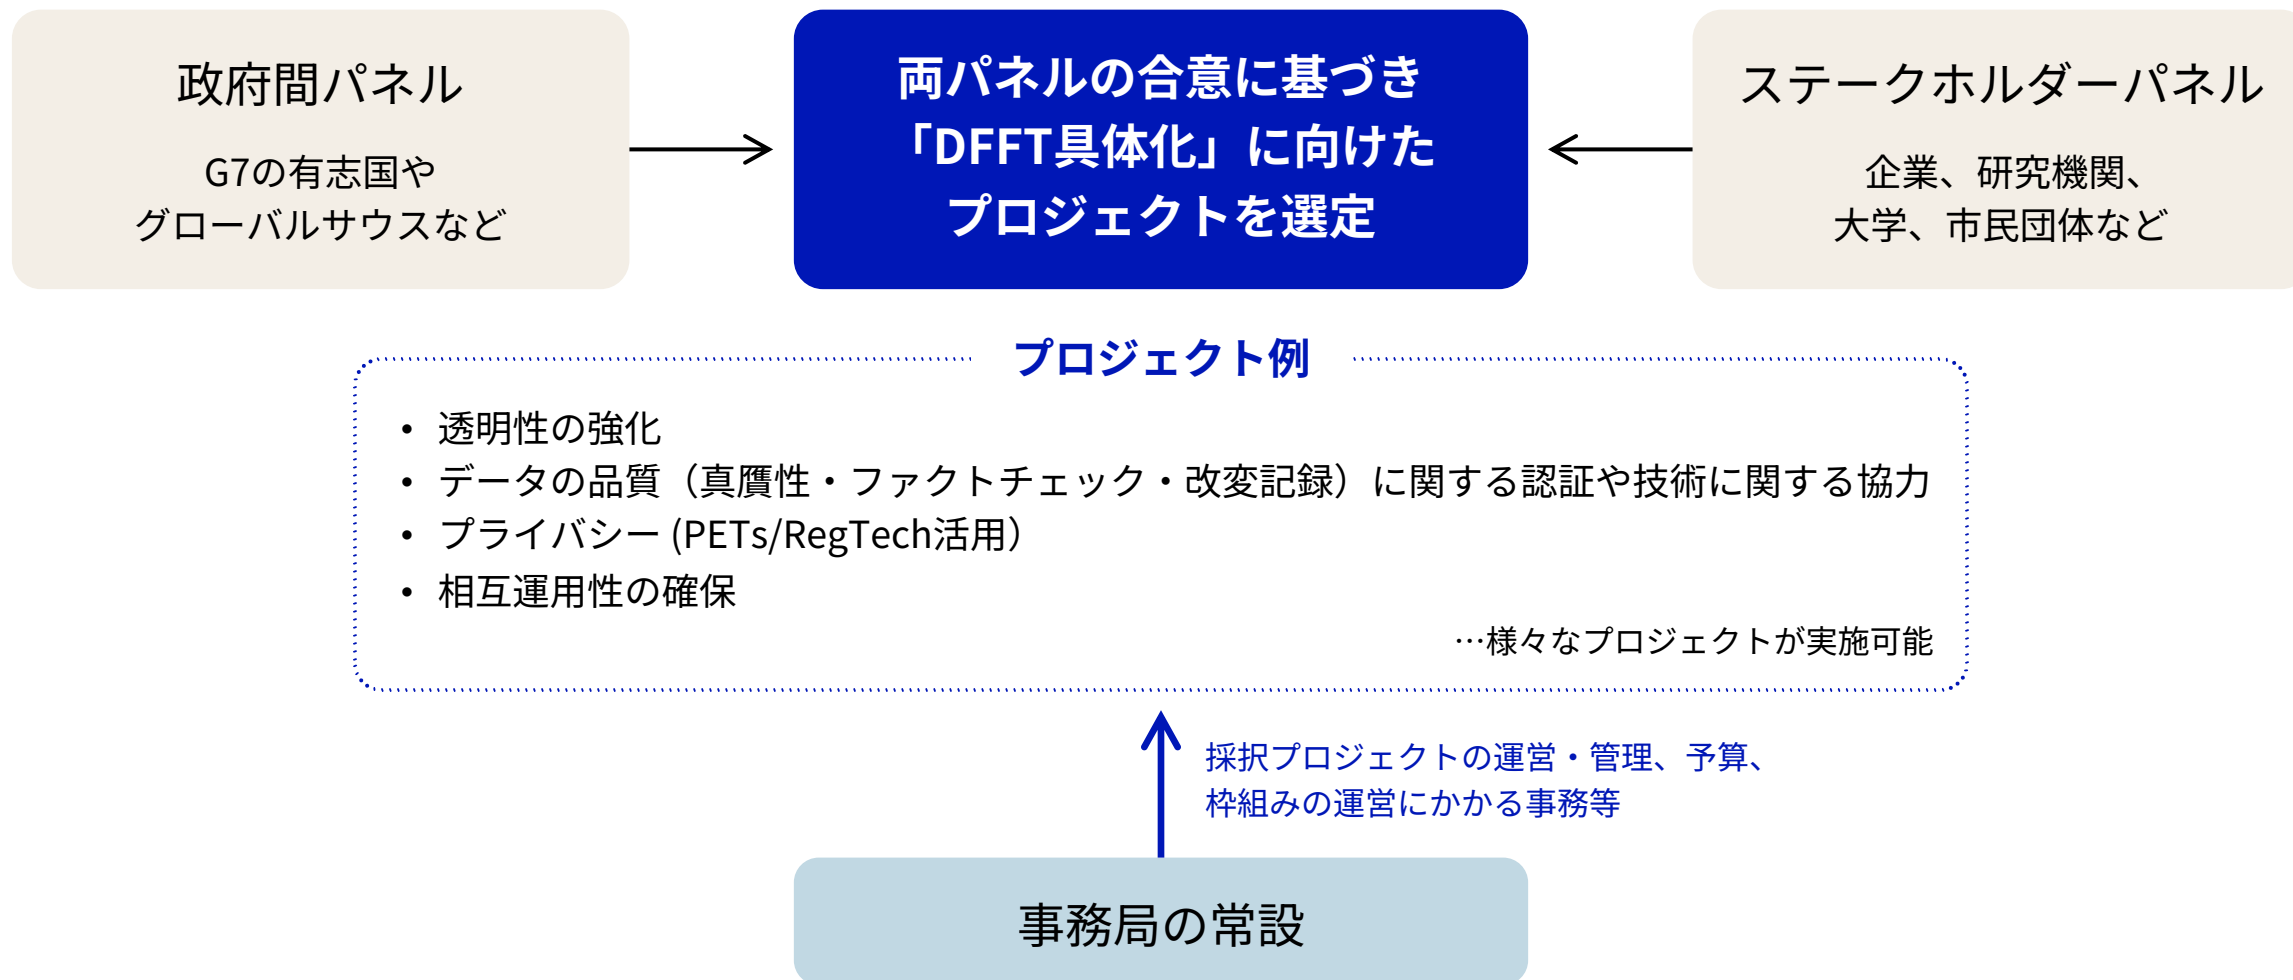 政府間パネル
G7の有志国や
グローバルサウスなど
両パネルの合意に基づき
「DFFT具体化」に向けた
プロジェクトを選定
ステークホルダーパネル
企業、研究機関、
大学、市民団体など
プロジェクト例
• 透明性の強化
• データの品質（真贋性・ファクトチェック・改変記録）に関する認証や技術に関する協力
• プライバシー (PETs/RegTech活用）
• 相互運用性の確保
…様々なプロジェクトが実施可能
採択プロジェクトの運営・管理、予算、
枠組みの運営にかかる事務等
事務局の常設